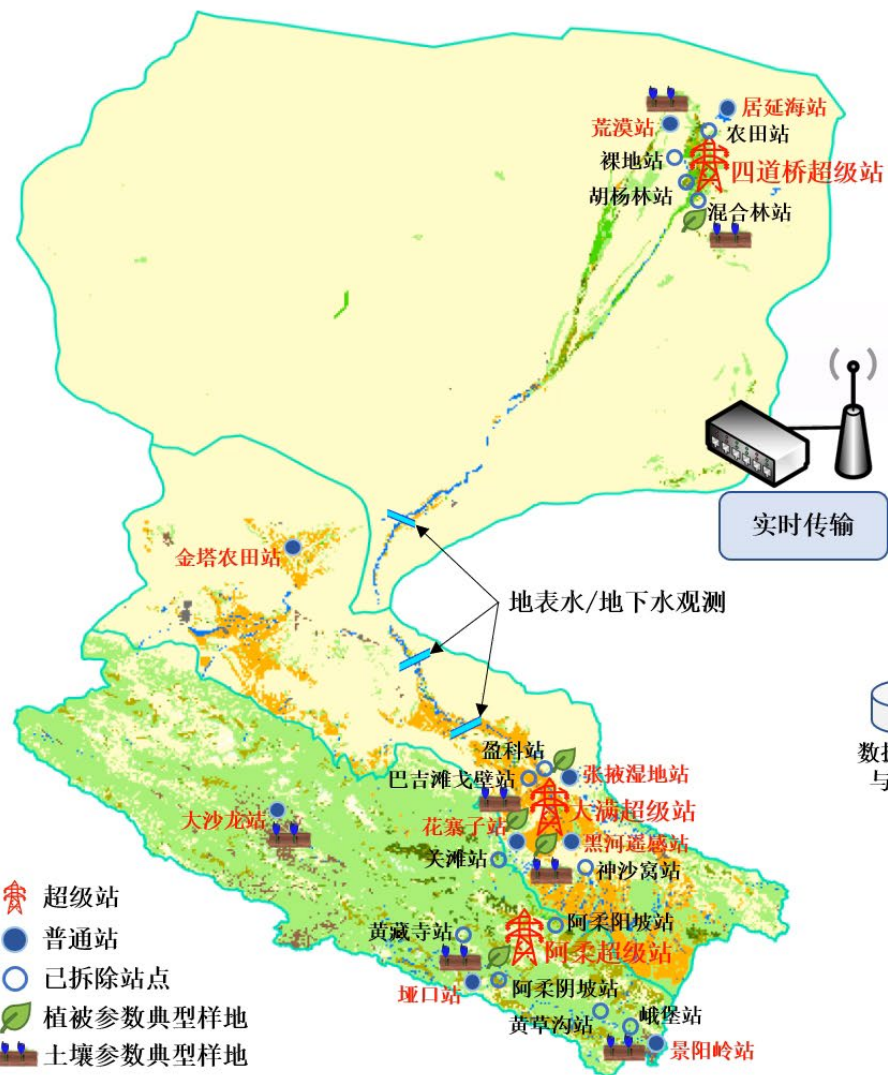 居延海站
荒漠站
农田站
裸地站
四道桥超级站
胡杨林站
混合林站
实时传输
金塔农田站
地表水/地下水观测
盈科站
张掖湿地站
巴吉滩戈壁站
大满超级站
大沙龙站
花寨子站
黑河遥感站
关滩站
神沙窝站
超级站
普通站
已拆除站点
植被参数典型样地
土壤参数典型样地
黄藏寺站
阿柔阳坡站
阿柔超级站
垭口站
阿柔阴坡站
黄草沟站
峨堡站
景阳岭站
与